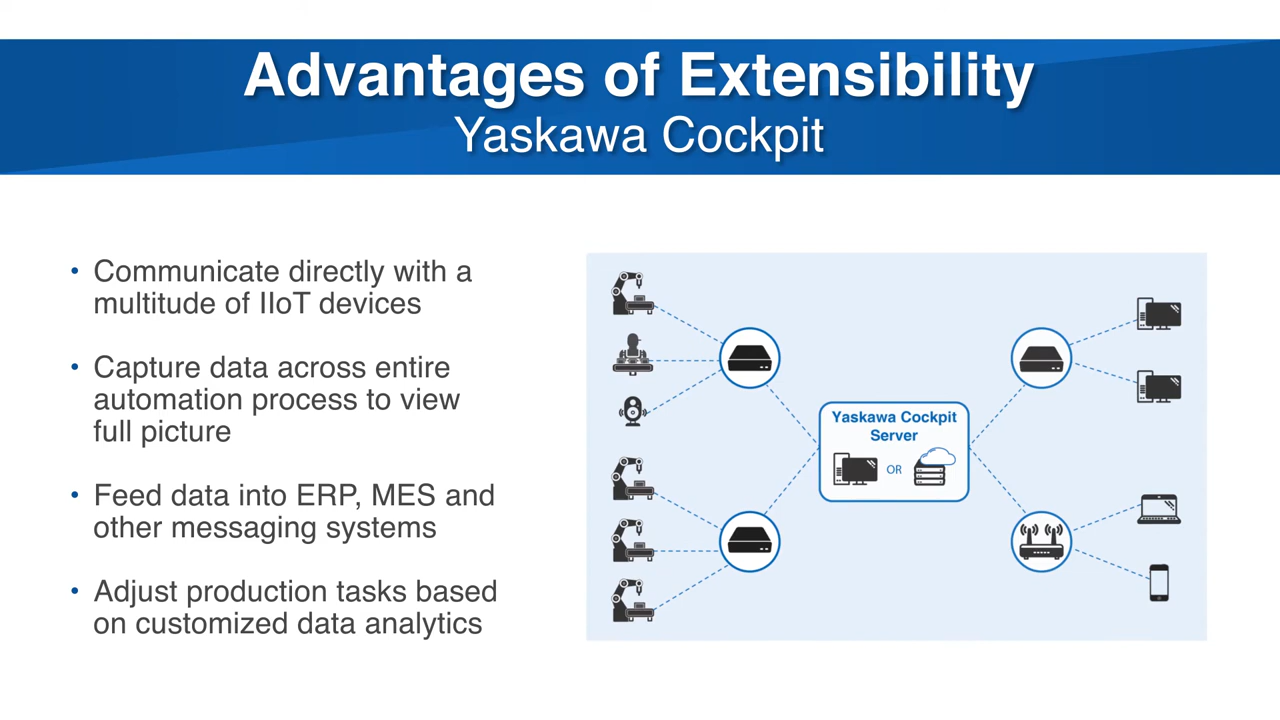 Advantages of Extensibility
Yaskawa Cockpit
• Communicate directly with a
multitude of IIoT devices
• Capture data across entire
automation process to view
full picture
• Feed data into ERP, MES and
other messaging systems
• Adjust production tasks based
on customized data analytics
Yaskawa Cockpit
Server
OR